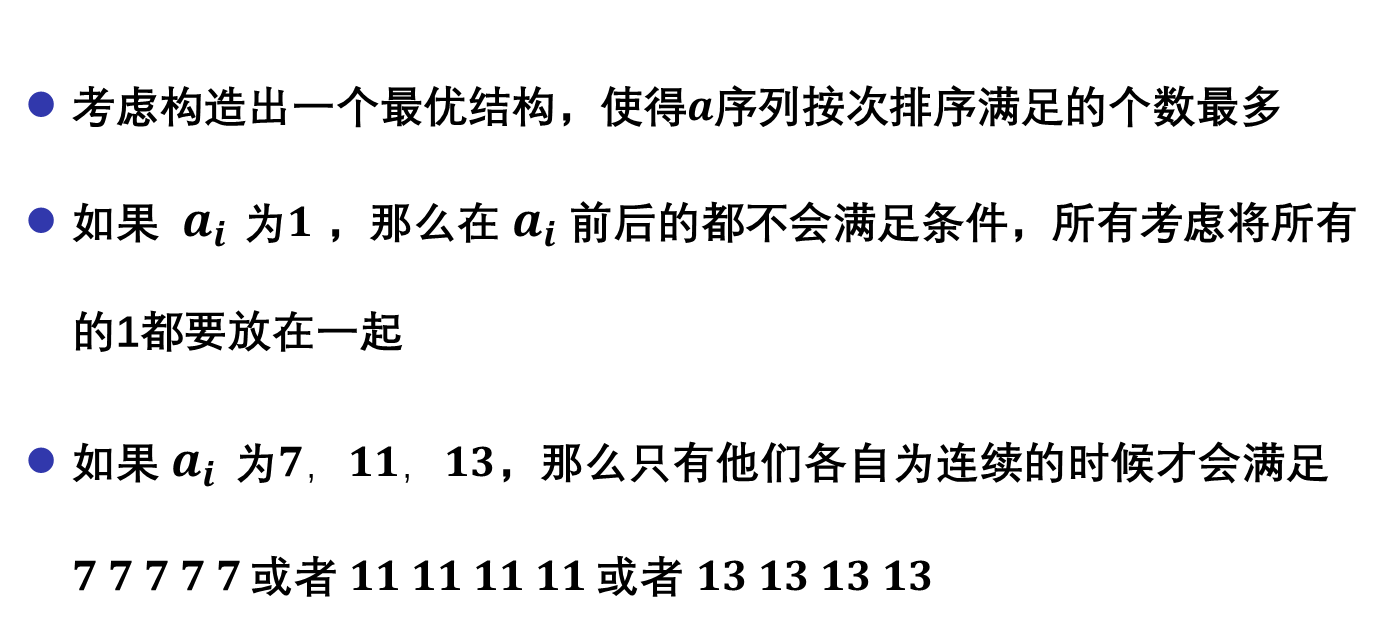 ● 考虑构造出一个最优结构，使得a序列按次排序满足的个数最多
● 如果 aᵢ 为1 ，那么在 aᵢ 前后的都不会满足条件，所有考虑将所有
的1都要放在一起
● 如果 aᵢ 为7，11，13，那么只有他们各自为连续的时候才会满足
7 7 7 7 7 或者 11 11 11 11 或者 13 13 13 13